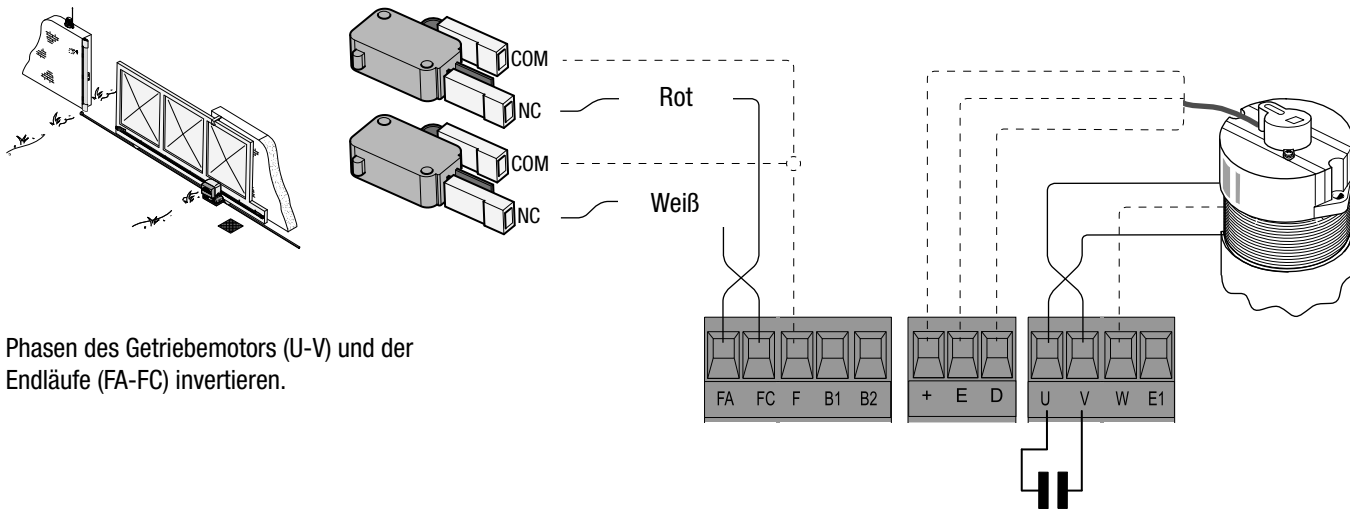 COM
NC
Rot
COM
NC
Weiß
Phasen des Getriebemotors (U-V) und der
Endläufe (FA-FC) invertieren.
FA FC F B1 B2
+ E D
U V W E1